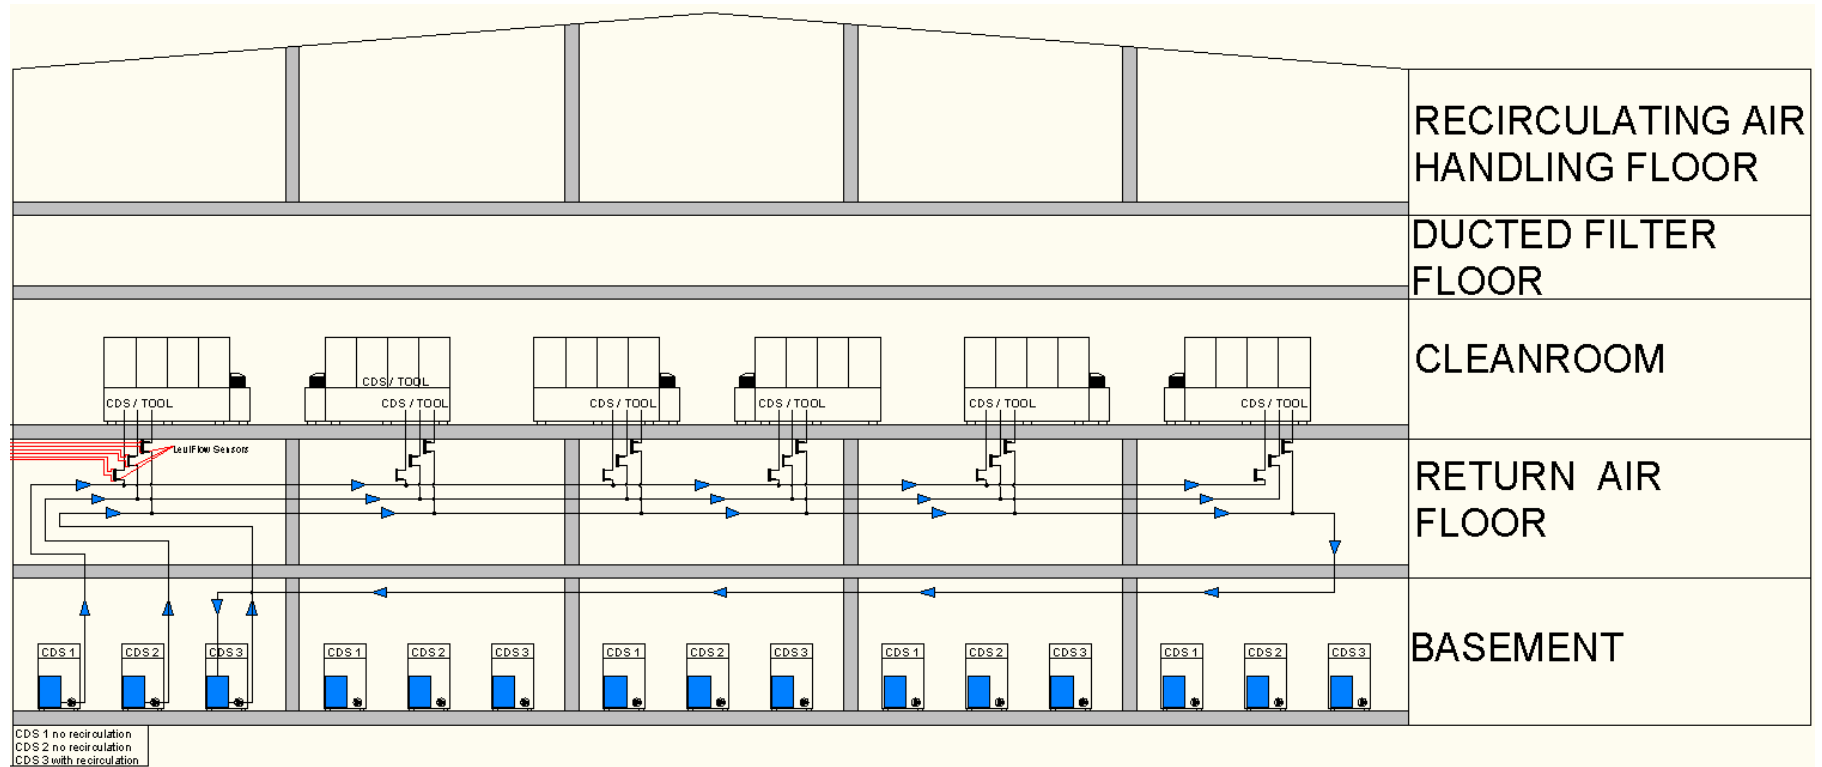 RECIRCULATING AIR
HANDLING FLOOR
DUCTED FILTER
FLOOR
CLEANROOM
CDS / TOOL
CDS / TOOL
CDS / TOOL
CDS / TOOL
CDS / TOOL
CDS / TOOL
CDS / TOOL
LeulFlow Sensors
RETURN AIR
FLOOR
BASEMENT
CDS 1
CDS 2
CDS 3
CDS 1
CDS 2
CDS 3
CDS 1
CDS 2
CDS 3
CDS 1
CDS 2
CDS 3
CDS 1
CDS 2
CDS 3
CDS 1 no recirculation
CDS 2 no recirculation
CDS 3 with recirculation